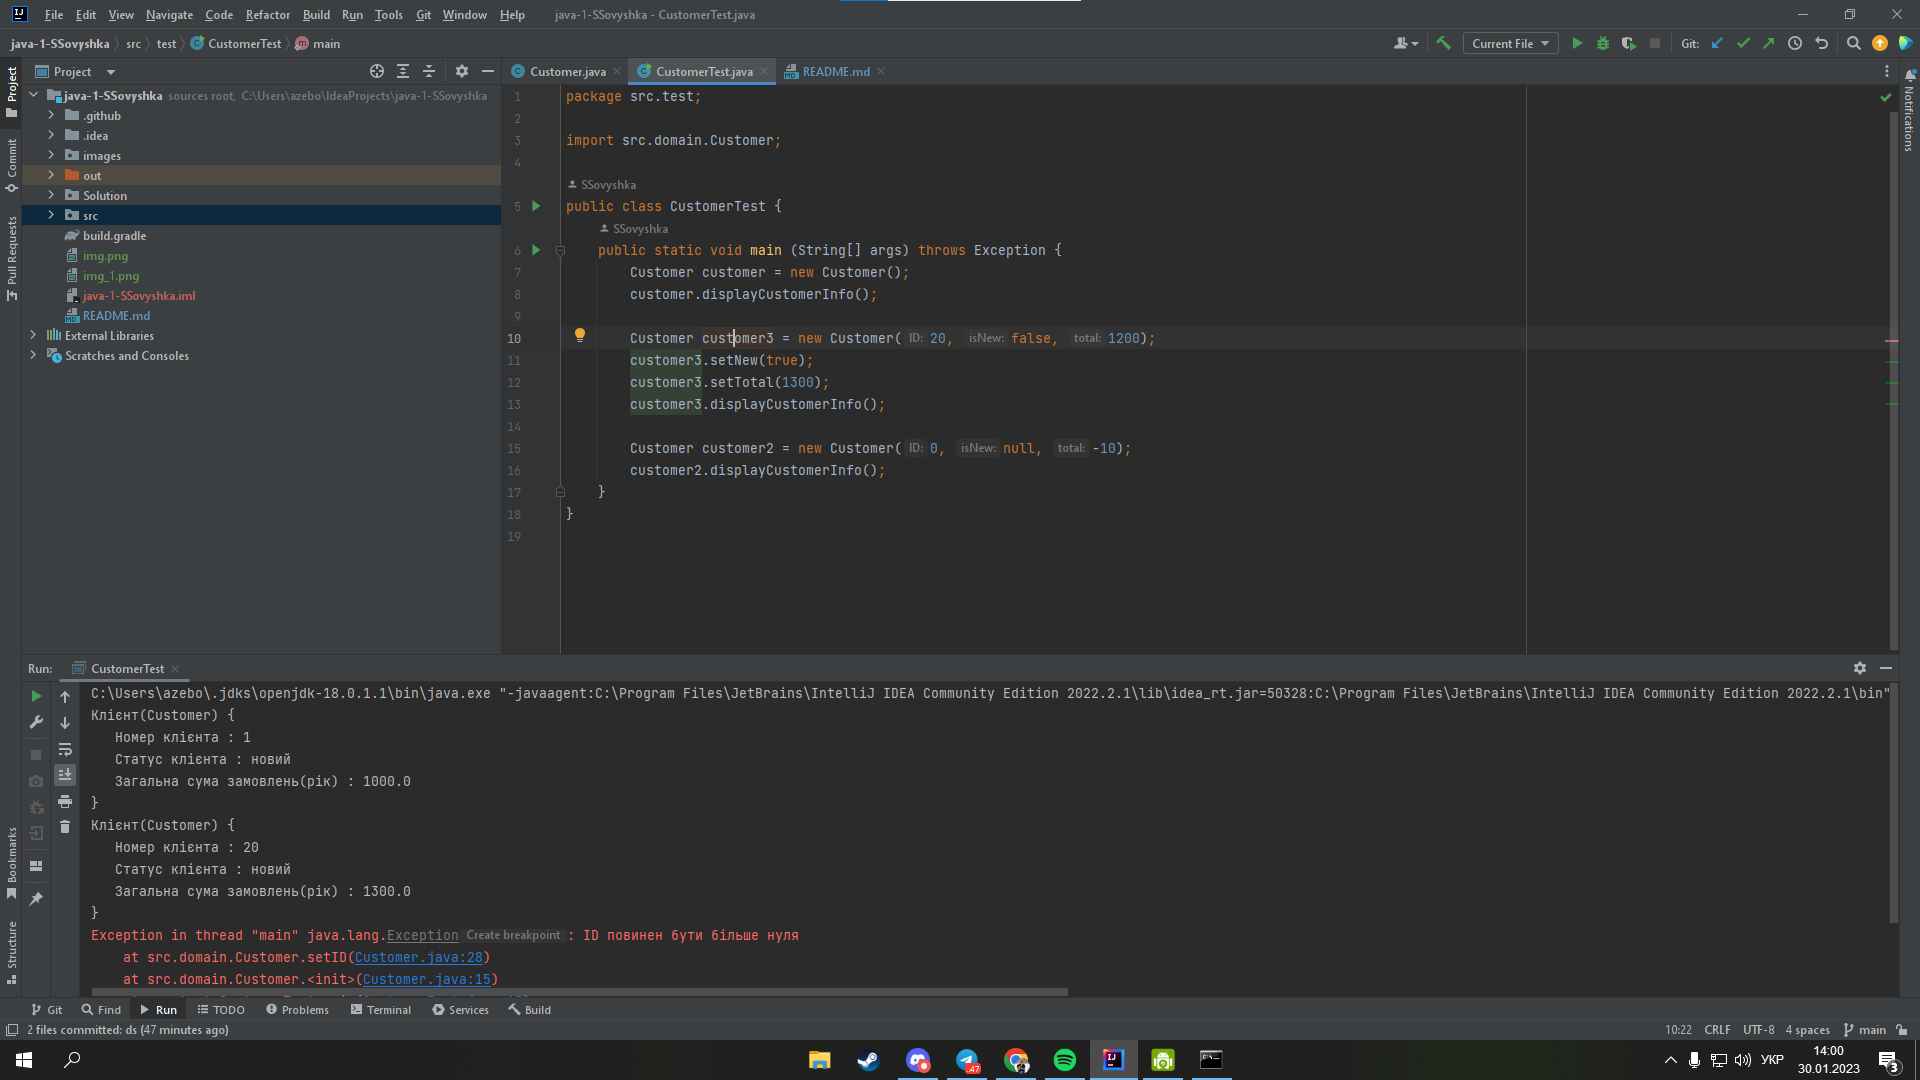 File Edit View Navigate Code Refactor Build Run Tools Git Window Help java-1-SSovyshka - CustomerTest.java
java-1-SSovyshka src test CustomerTest main
Current File Git:
Project
Customer.java CustomerTest.java README.md
java-1-SSovyshka sources root, C:\Users\azebo\IdeaProjects\java-1-SSovyshka
.github
.idea
images
out
Solution
src
build.gradle
img.png
img_1.png
java-1-SSovyshka.iml
README.md
External Libraries
Scratches and Consoles
Project
Commit
Pull Requests
Bookmarks
Structure
Notifications
1 package src.test;
2
3 import src.domain.Customer;
4
SSovyshka
5 public class CustomerTest {
SSovyshka
6 public static void main (String[] args) throws Exception {
7 Customer customer = new Customer();
8 customer.displayCustomerInfo();
9
10 Customer customer3 = new Customer( ID: 20, isNew: false, total: 1200);
11 customer3.setNew(true);
12 customer3.setTotal(1300);
13 customer3.displayCustomerInfo();
14
15 Customer customer2 = new Customer( ID: 0, isNew: null, total: -10);
16 customer2.displayCustomerInfo();
17 }
18 }
19
Run: CustomerTest
C:\Users\azebo\.jdks\openjdk-18.0.1.1\bin\java.exe "-javaagent:C:\Program Files\JetBrains\IntelliJ IDEA Community Edition 2022.2.1\lib\idea_rt.jar=50328:C:\Program Files\JetBrains\IntelliJ IDEA Community Edition 2022.2.1\bin"
Клієнт(Customer) {
Номер клієнта : 1
Статус клієнта : новий
Загальна сума замовлень(рік) : 1000.0
}
Клієнт(Customer) {
Номер клієнта : 20
Статус клієнта : новий
Загальна сума замовлень(рік) : 1300.0
}
Exception in thread "main" java.lang.Exception Create breakpoint : ID повинен бути більше нуля
at src.domain.Customer.setID(Customer.java:28)
at src.domain.Customer.<init>(Customer.java:15)
Git Find Run TODO Problems Terminal Services Build
2 files committed: ds (47 minutes ago)
10:22 CRLF UTF-8 4 spaces main
47
УКР
14:00
30.01.2023
3